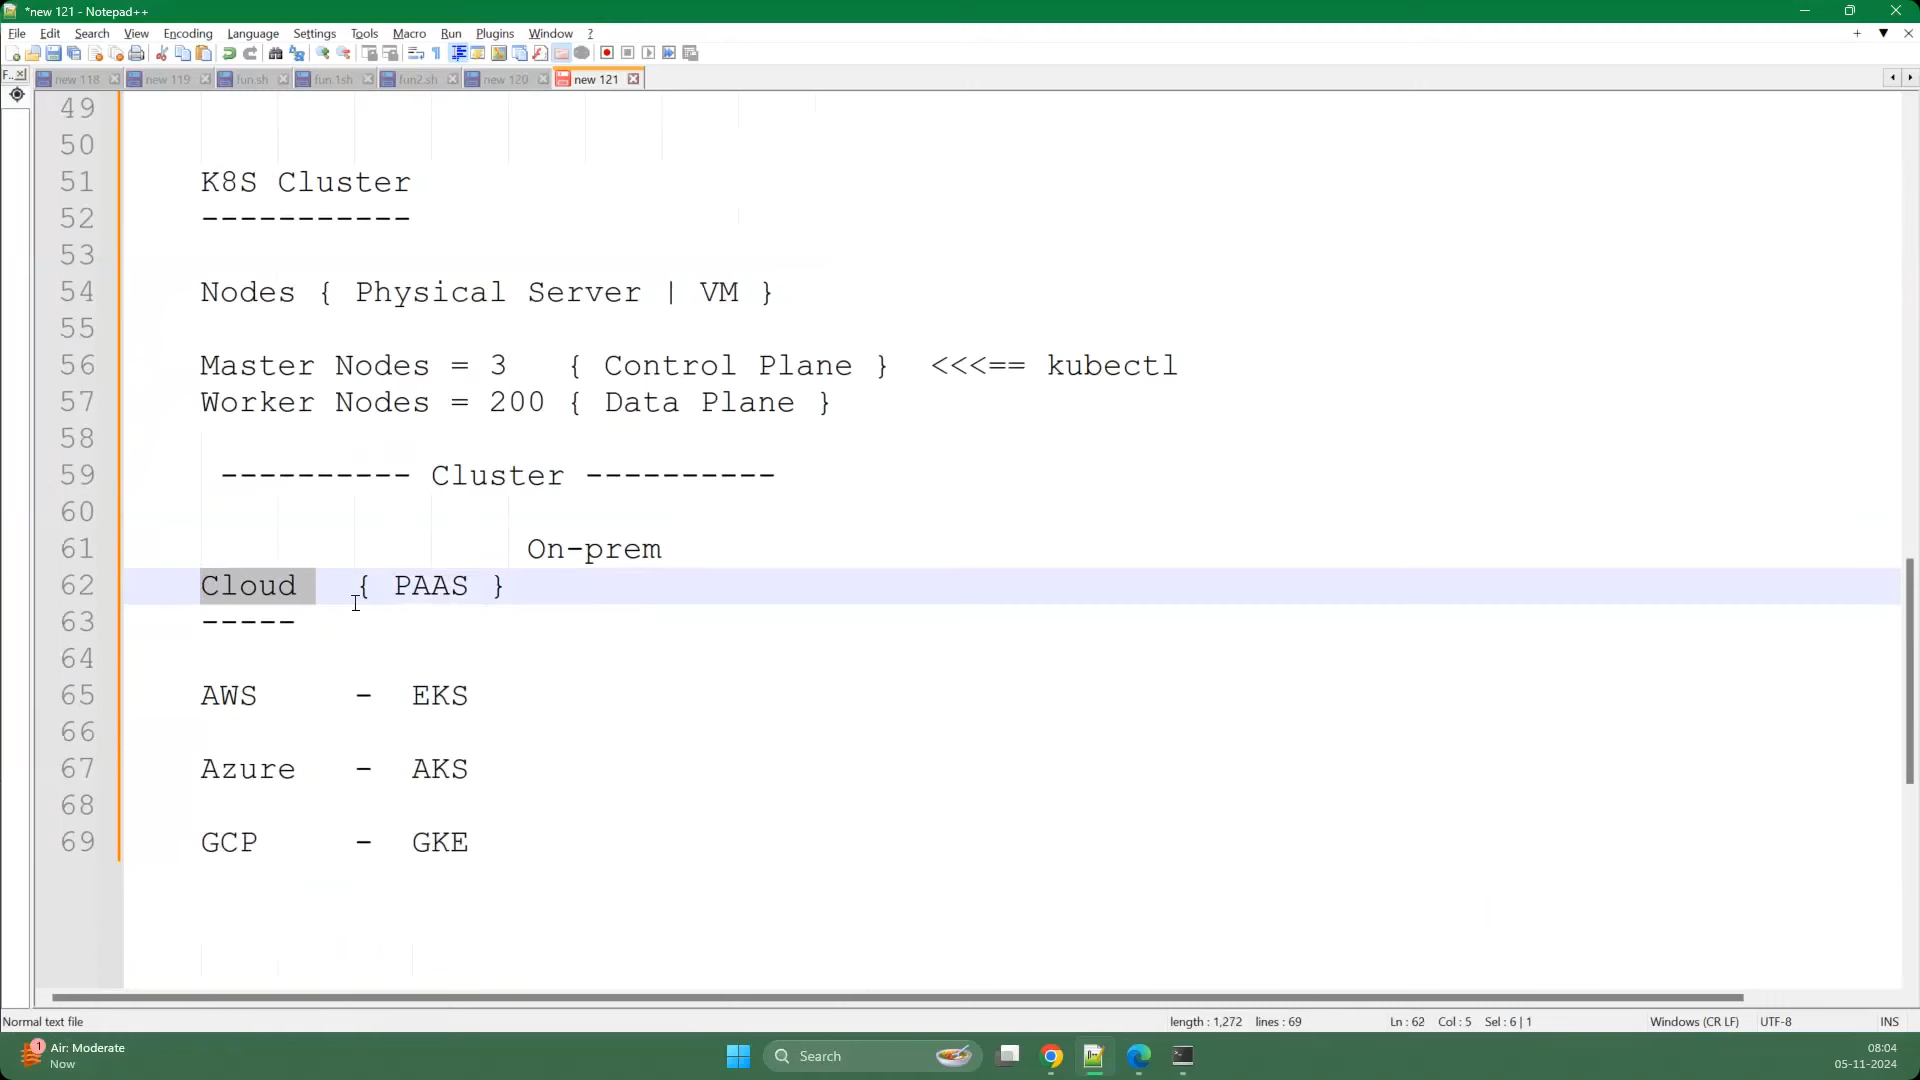 *new 121 - Notepad++
File Edit Search View Encoding Language Settings Tools Macro Run Plugins Window ?
F..
new 118 new 119 fun.sh fun.1sh fun2.sh new 120 new 121
49
50
51 K8S Cluster
52 -----------
53
54 Nodes { Physical Server | VM }
55
56 Master Nodes = 3 { Control Plane } <<<== kubectl
57 Worker Nodes = 200 { Data Plane }
58
59 ---------- Cluster ----------
60
61 On-prem
62 Cloud { PAAS }
63 -----
64
65 AWS - EKS
66
67 Azure - AKS
68
69 GCP - GKE
Normal text file length : 1,272 lines : 69 Ln : 62 Col : 5 Sel : 6 | 1 Windows (CR LF) UTF-8 INS
1 Air: Moderate
Now
Search
08:04
05-11-2024